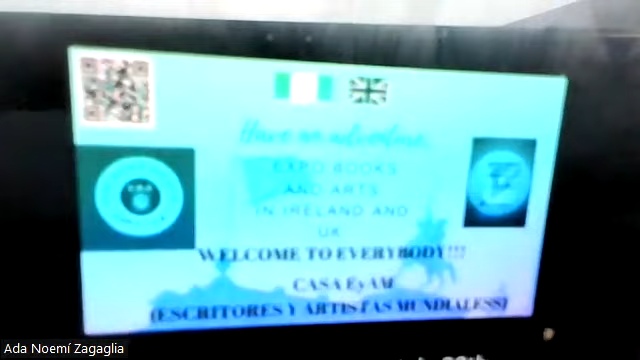 Have an adventure
EXPO BOOKS
AND ARTS
IN IRELAND AND
UK
WELCOME TO EVERYBODY!!!
CASA EyAM
(ESCRITORES Y ARTISTAS MUNDIALESS)
Ada Noemí Zagaglia